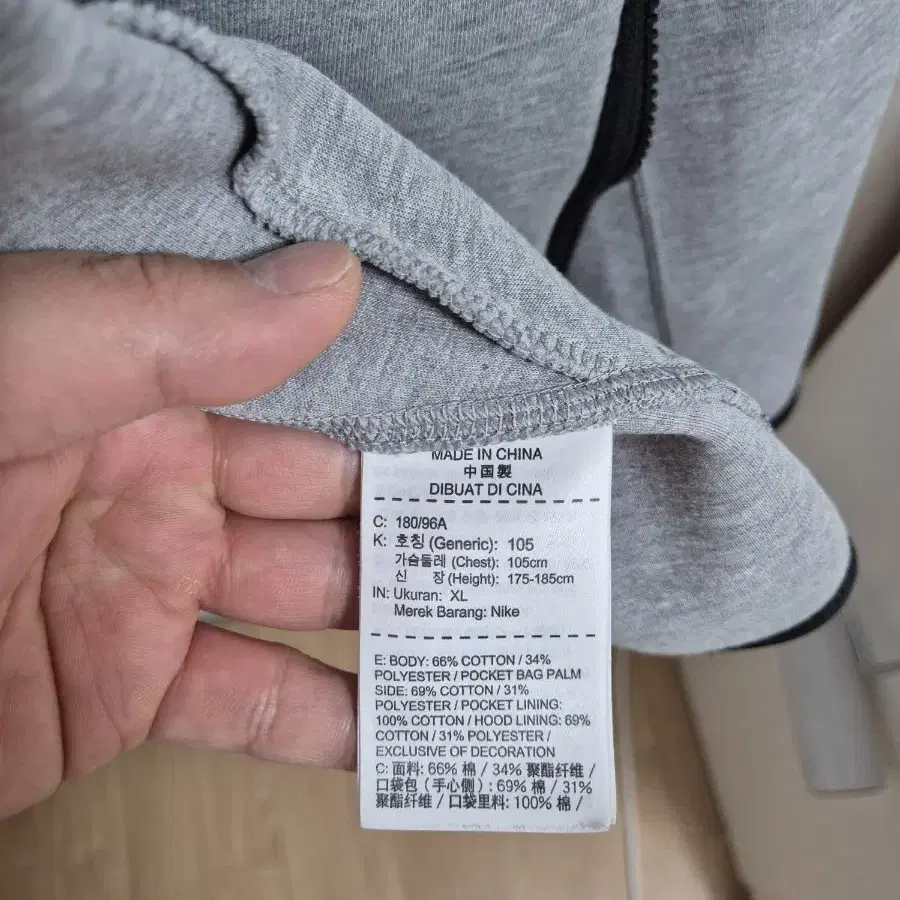 MADE IN CHINA
中国製
DIBUAT DI CINA
C: 180/96A
K: 호칭 (Generic): 105
가슴둘레 (Chest): 105cm
신 장 (Height): 175-185cm
IN: Ukuran: XL
Merek Barang: Nike
E: BODY: 66% COTTON / 34%
POLYESTER / POCKET BAG PALM
SIDE: 69% COTTON / 31%
POLYESTER / POCKET LINING:
100% COTTON / HOOD LINING: 69%
COTTON / 31% POLYESTER /
EXCLUSIVE OF DECORATION
C: 面料: 66% 棉 / 34% 聚酯纤维 /
口袋包（手心侧）: 69% 棉 / 31%
聚酯纤维 / 口袋里料: 100% 棉 /